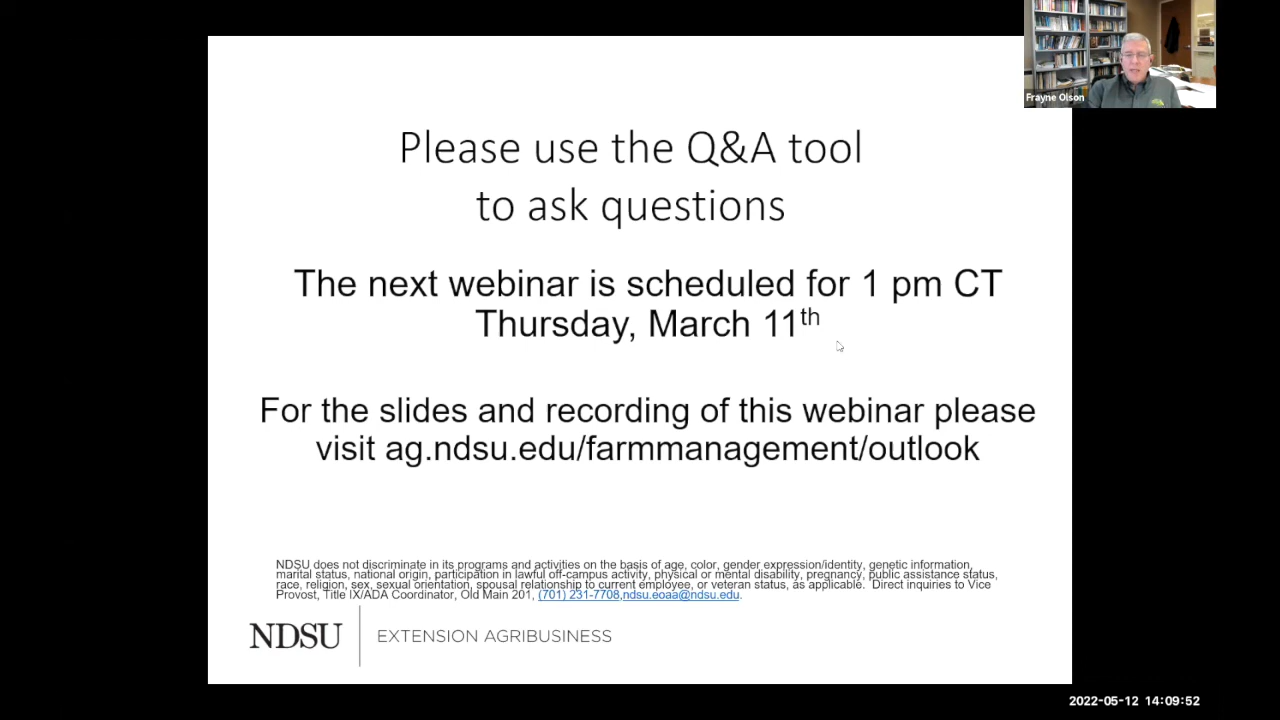 Frayne Olson
Please use the Q&A tool
to ask questions
The next webinar is scheduled for 1 pm CT
Thursday, March 11th
For the slides and recording of this webinar please
visit ag.ndsu.edu/farmmanagement/outlook
NDSU does not discriminate in its programs and activities on the basis of age, color, gender expression/identity, genetic information,
marital status, national origin, participation in lawful off-campus activity, physical or mental disability, pregnancy, public assistance status,
race, religion, sex, sexual orientation, spousal relationship to current employee, or veteran status, as applicable. Direct inquiries to Vice
Provost, Title IX/ADA Coordinator, Old Main 201, (701) 231-7708,ndsu.eoaa@ndsu.edu.
NDSU EXTENSION AGRIBUSINESS
2022-05-12 14:09:52